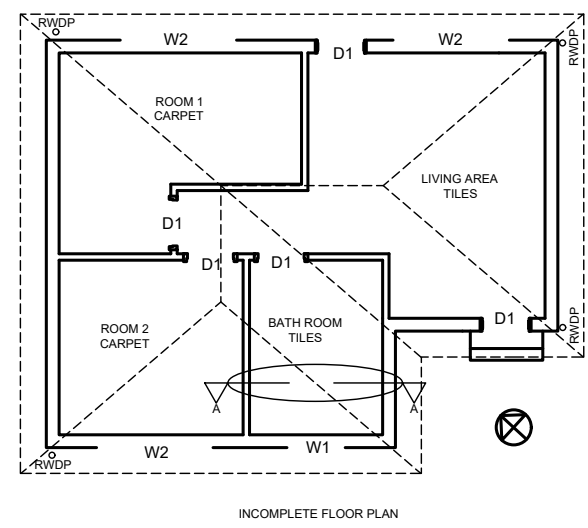 RWDP
W2
D1
W2
RWDP
ROOM 1
CARPET
LIVING AREA
TILES
D1
D1
D1
ROOM 2
CARPET
BATH ROOM
TILES
D1
RWDP
A
A
W2
W1
RWDP
INCOMPLETE FLOOR PLAN